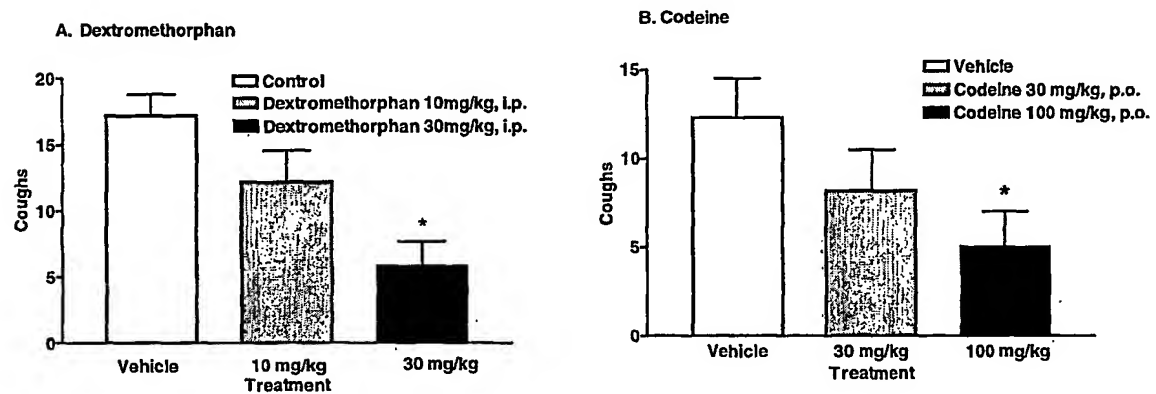 A. Dextromethorphan
20
15
10
5
0
Coughs
Control
Dextromethorphan 10mg/kg, i.p.
Dextromethorphan 30mg/kg, i.p.
*
Vehicle
10 mg/kg
30 mg/kg
Treatment
B. Codeine
15
10
5
0
Coughs
Vehicle
Codeine 30 mg/kg, p.o.
Codeine 100 mg/kg, p.o.
*
Vehicle
30 mg/kg
100 mg/kg
Treatment